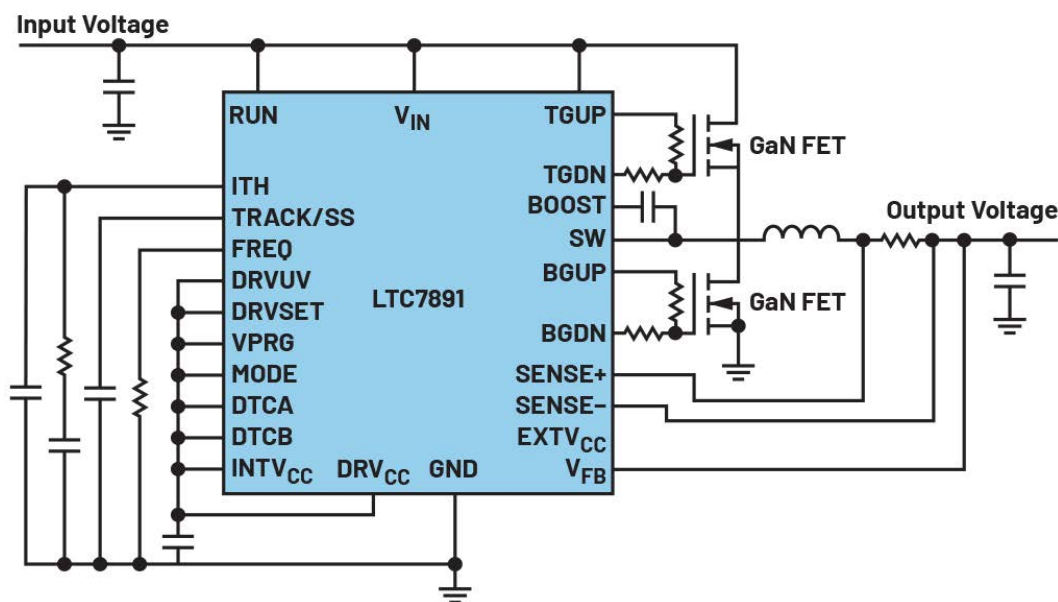 Input Voltage
RUN
VIN
TGUP
GaN FET
TGDN
ITH
BOOST
TRACK/SS
Output Voltage
SW
FREQ
BGUP
DRVUV
LTC7891
GaN FET
DRVSET
BGDN
VPRG
MODE
SENSE+
DTCA
SENSE–
DTCB
EXTVCC
INTVCC
DRVCC
GND
VFB